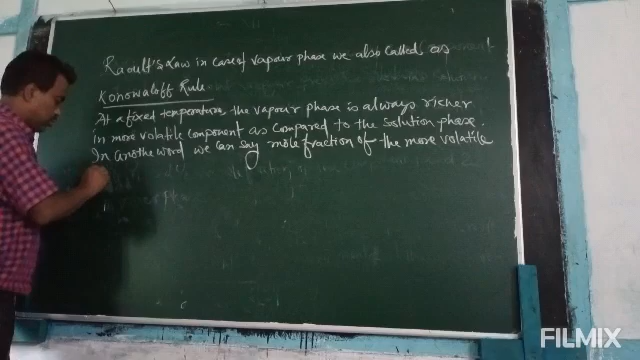 Raoult's Law in case of vapour phase we also called as
Konowaloff Rule
At a fixed temperature the vapour phase is always richer
in more volatile component as compared to the solution phase.
In anothe word we can say mole fraction of the more volatile
FILMIX